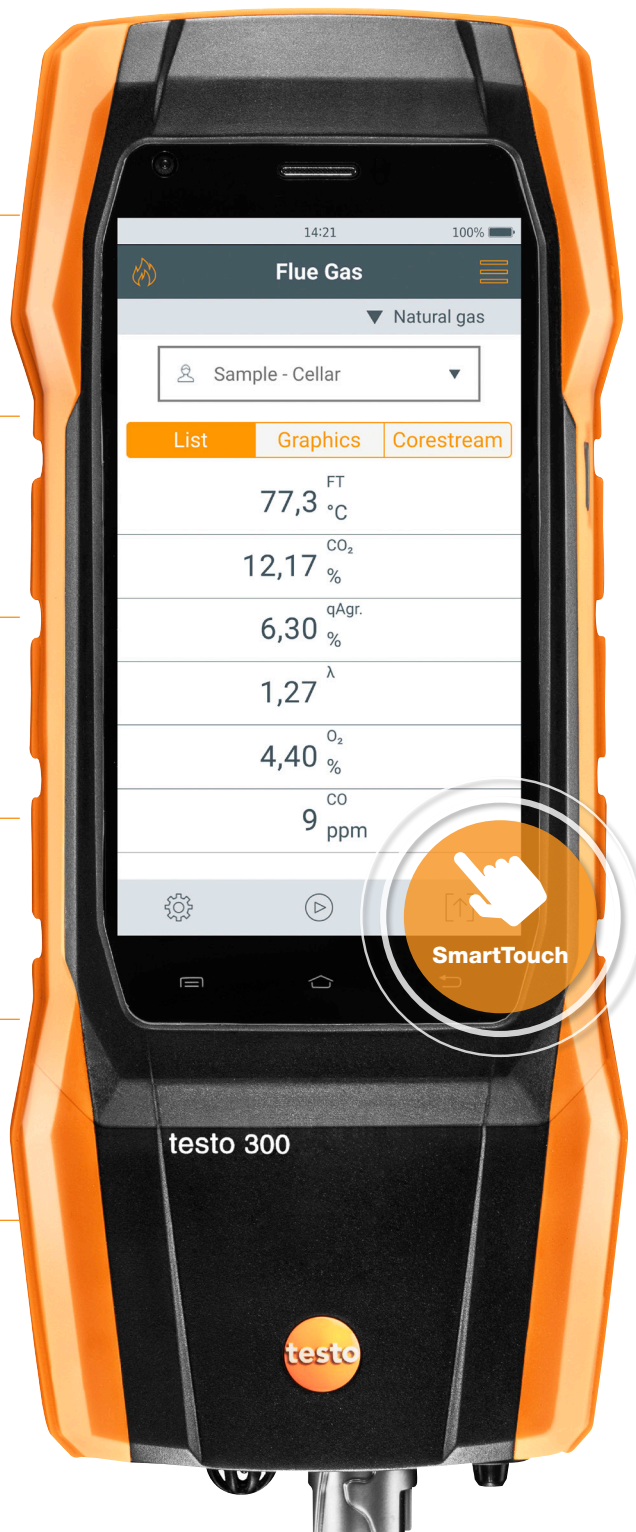 14:21 100%
Flue Gas
Natural gas
Sample - Cellar
List Graphics Corestream
77,3 FT °C
12,17 CO₂ %
6,30 qAgr. %
1,27 λ
4,40 O₂ %
9 CO ppm
SmartTouch
testo 300
testo